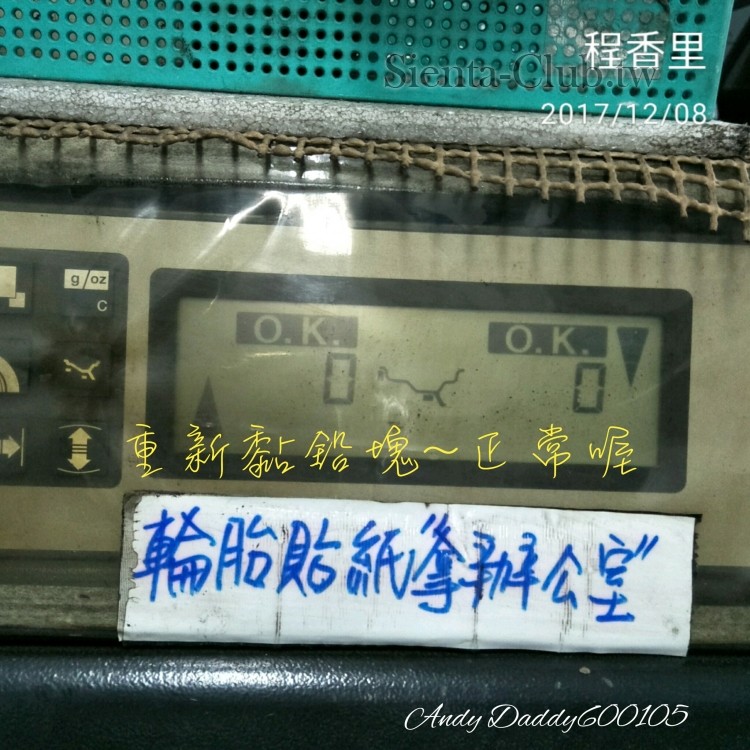 程香里
Sienta-Club.tw
2017/12/08
g/oz
C
O.K.
O.K.
0
0
重新黏鉛塊~正常喔
輪胎貼紙拿辦公室
Andy Daddy600105